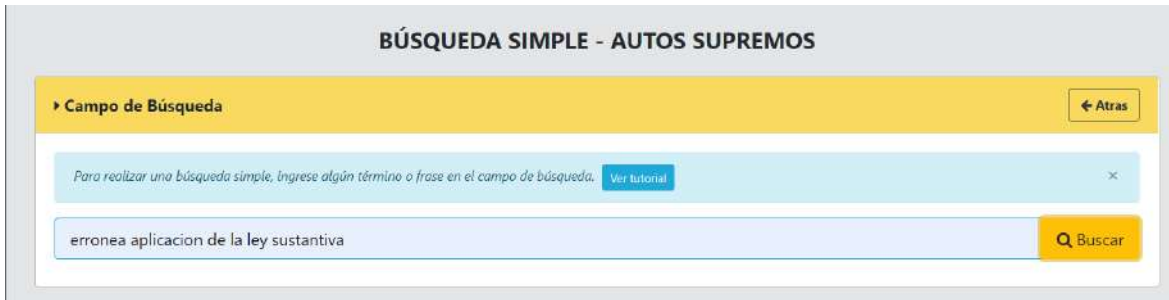 BÚSQUEDA SIMPLE - AUTOS SUPREMOS
Campo de Búsqueda
Atras
Para realizar una búsqueda simple, ingrese algún término o frase en el campo de búsqueda. Ver tutorial ×
erronea aplicacion de la ley sustantiva
Buscar